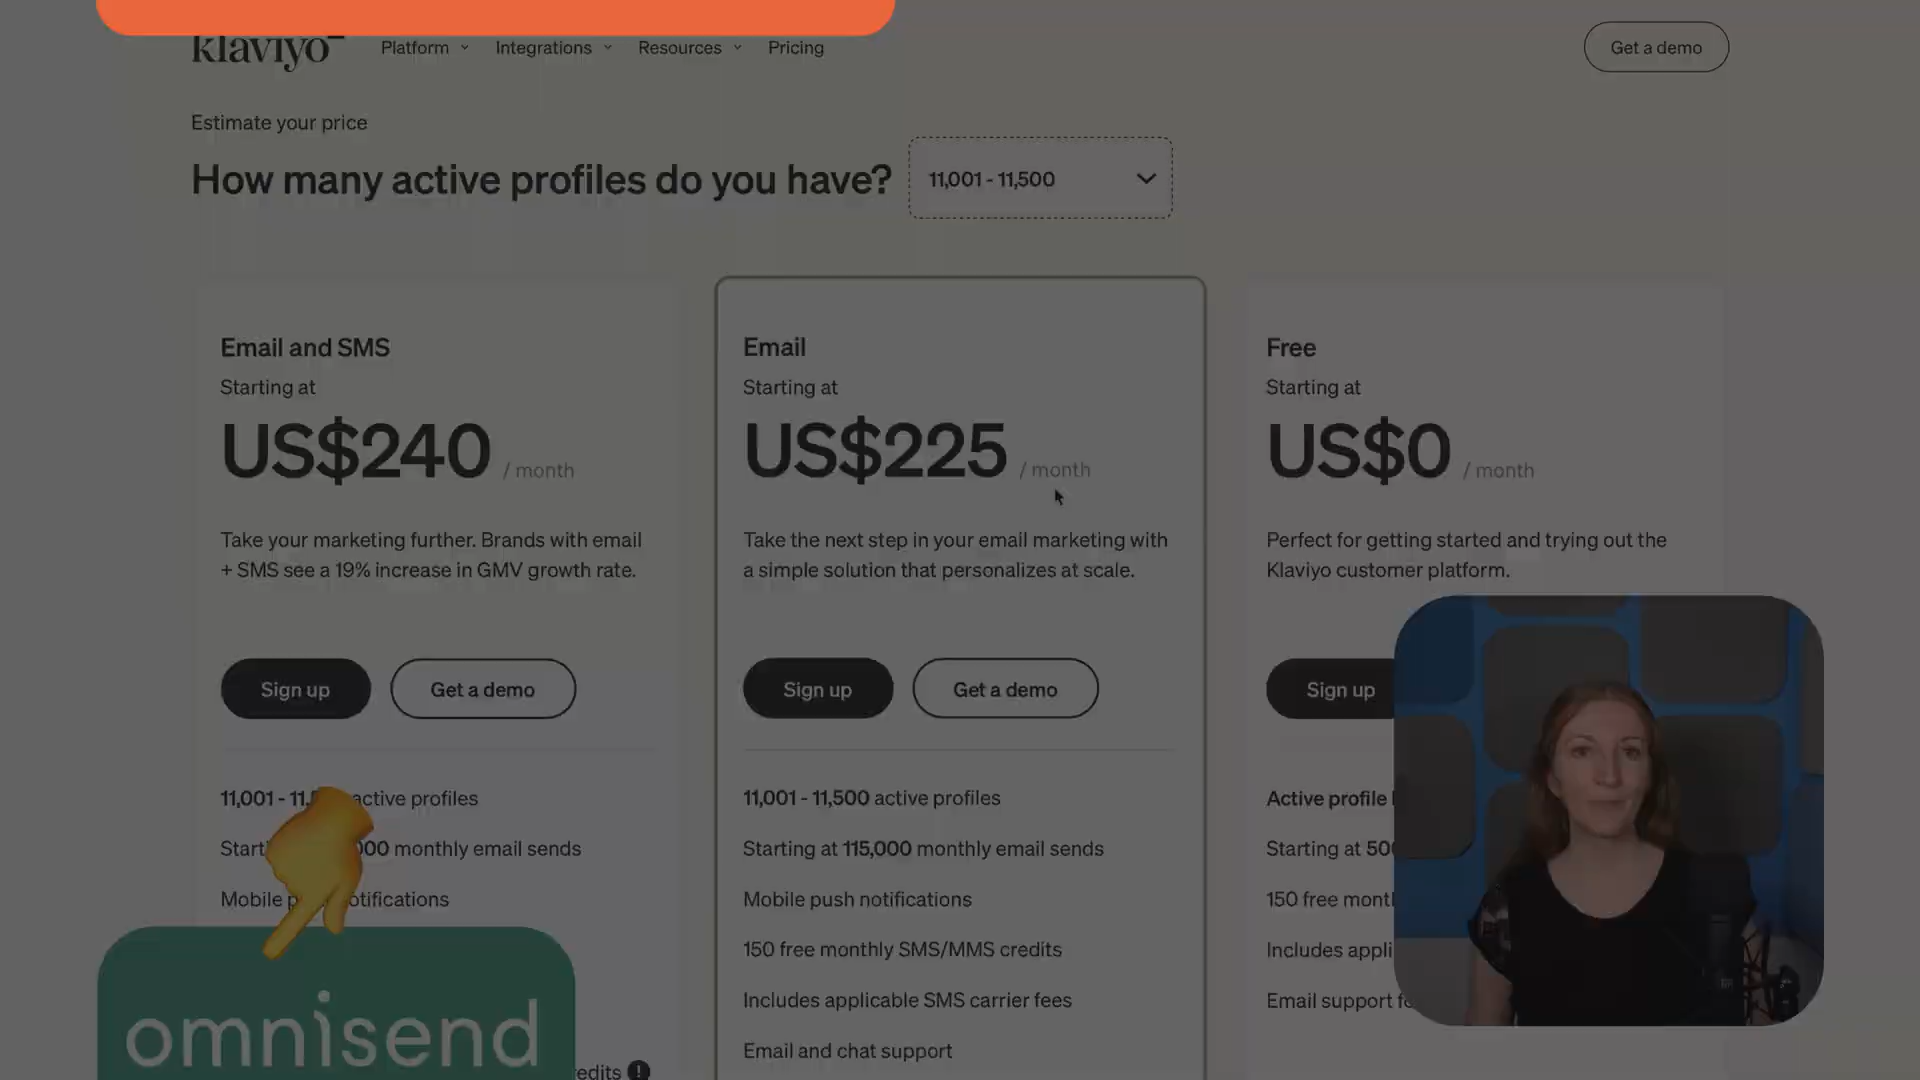 klaviyo
Platform Integrations Resources Pricing
Get a demo
Estimate your price
How many active profiles do you have?
11,001 - 11,500
Email and SMS
Starting at
US$240 / month
Take your marketing further. Brands with email
+ SMS see a 19% increase in GMV growth rate.
Sign up
Get a demo
11,001 - 11, active profiles
000 monthly email sends
Mobile
Email
Starting at
US$225 / month
Take the next step in your email marketing with
a simple solution that personalizes at scale.
Sign up
Get a demo
11,001 - 11,500 active profiles
Starting at 115,000 monthly email sends
Mobile push notifications
150 free monthly SMS/MMS credits
Includes applicable SMS carrier fees
Email and chat support
Free
Starting at
US$0 / month
Perfect for getting started and trying out the
Klaviyo customer platform.
Sign up
Active profile
Starting at
150 free
Includes
Email support
omnisend